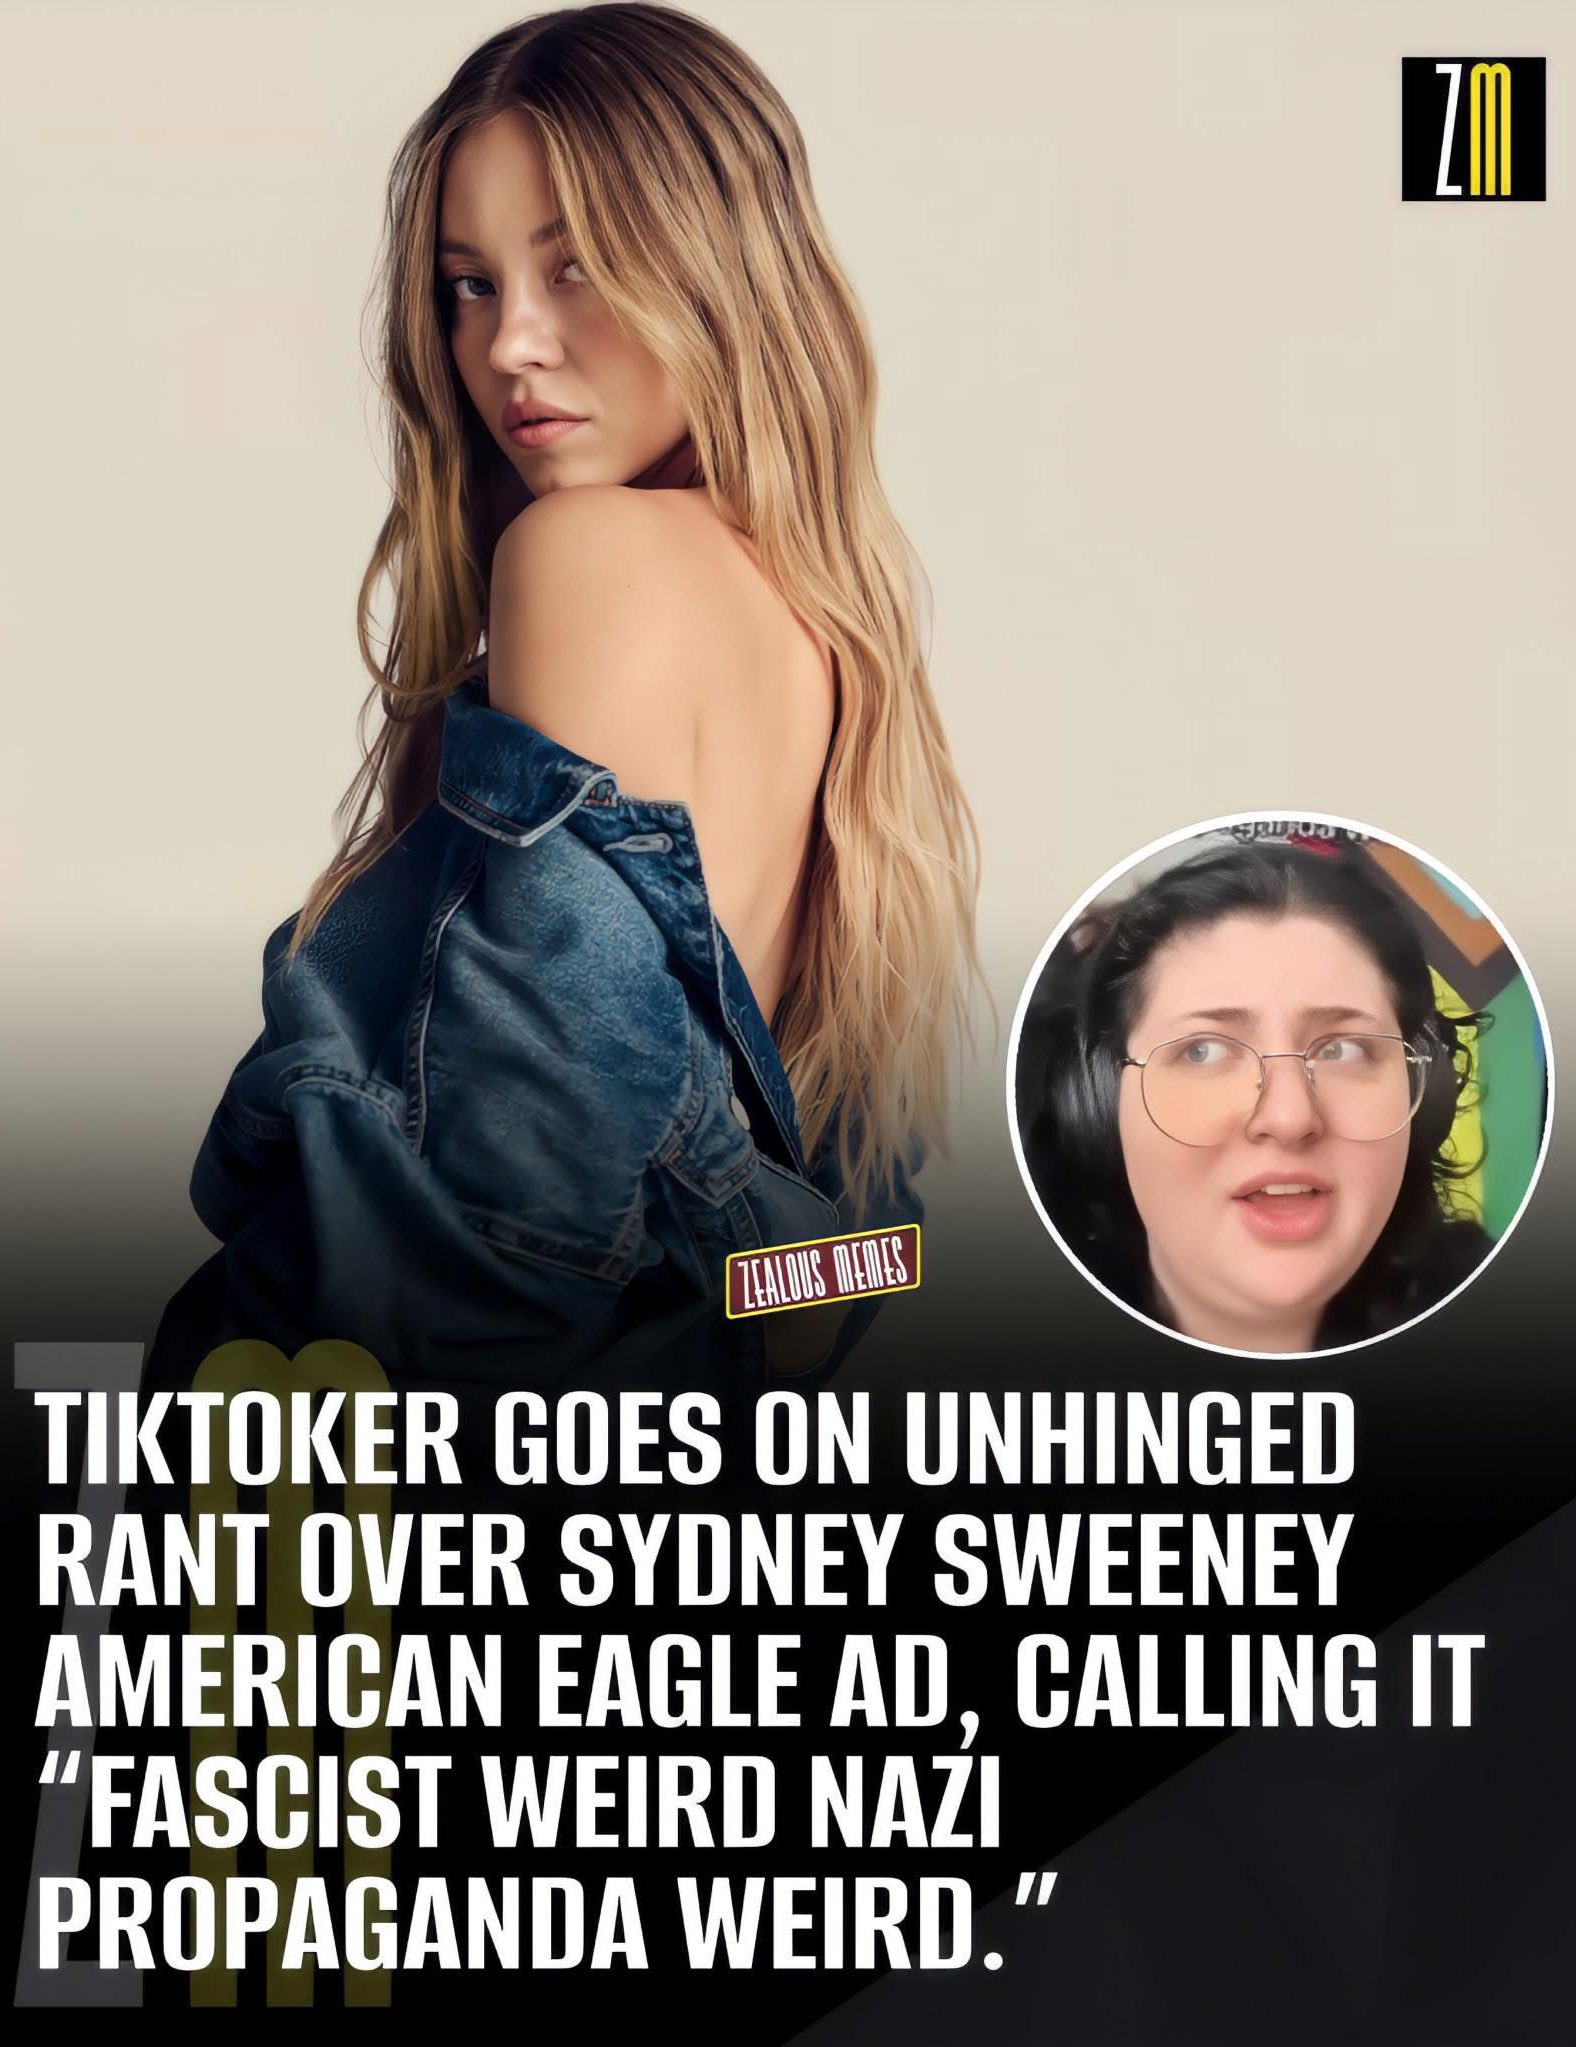 ZM
ZEALOUS MEMES
ZM
TIKTOKER GOES ON UNHINGED
RANT OVER SYDNEY SWEENEY
AMERICAN EAGLE AD, CALLING IT
“FASCIST WEIRD NAZI
PROPAGANDA WEIRD.”